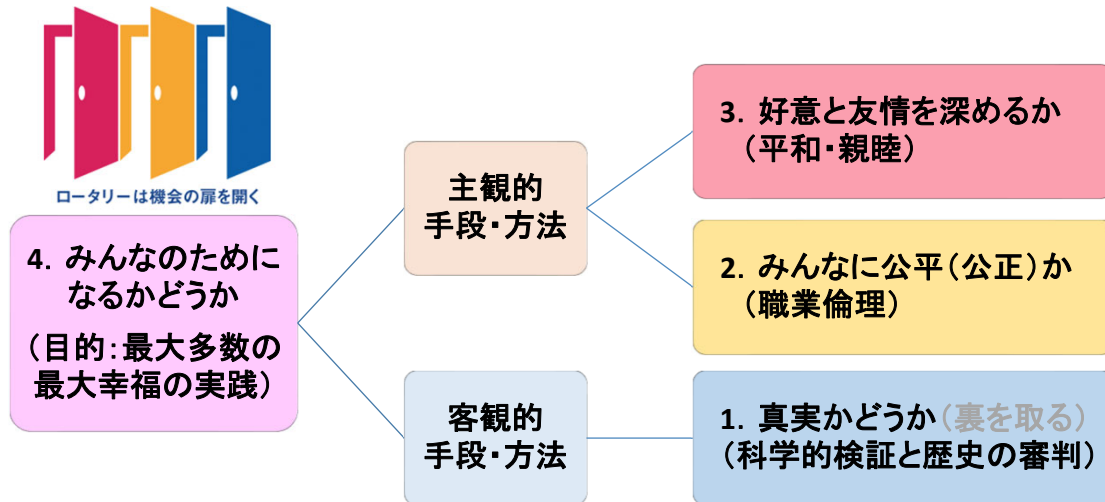 ロータリーは機会の扉を開く
4. みんなのために
なるかどうか
(目的:最大多数の
最大幸福の実践)
主観的
手段・方法
客観的
手段・方法
3. 好意と友情を深めるか
(平和・親睦)
2. みんなに公平(公正)か
(職業倫理)
1. 真実かどうか(裏を取る)
(科学的検証と歴史の審判)